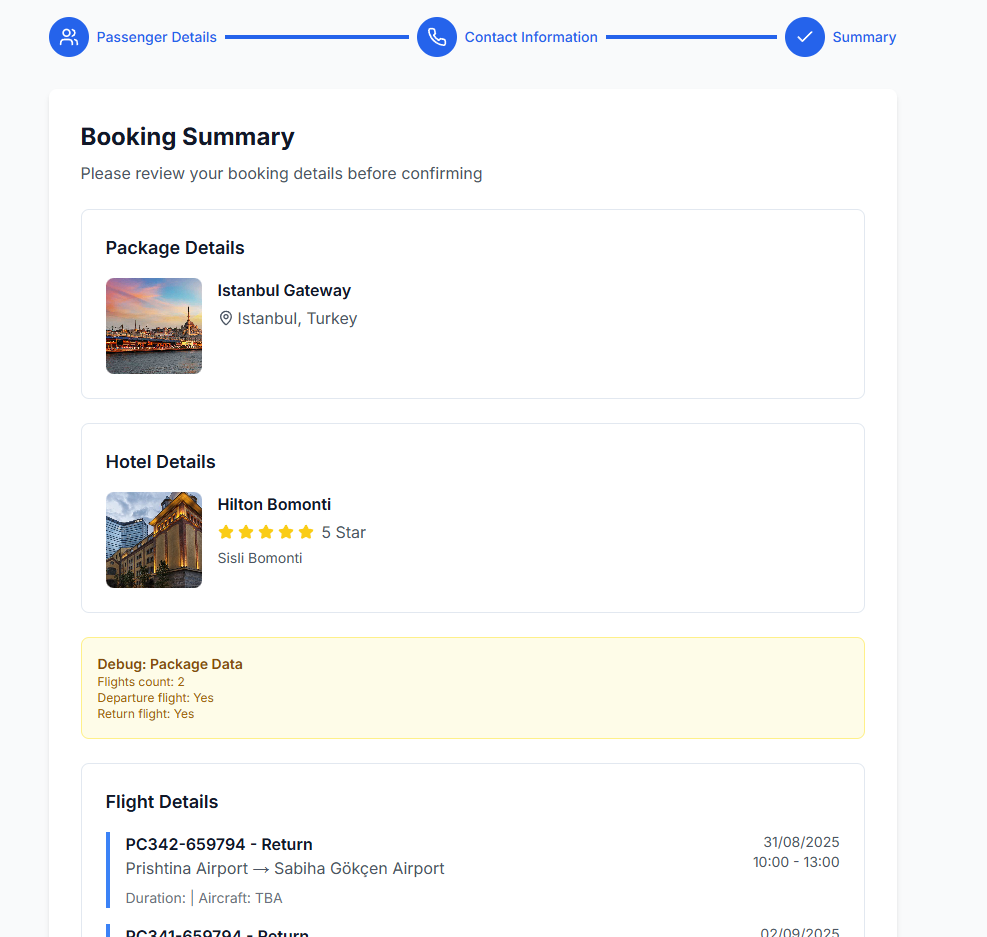 Passenger Details
Contact Information
Summary
Booking Summary
Please review your booking details before confirming
Package Details
Istanbul Gateway
Istanbul, Turkey
Hotel Details
Hilton Bomonti
5 Star
Sisli Bomonti
Debug: Package Data
Flights count: 2
Departure flight: Yes
Return flight: Yes
Flight Details
PC342-659794 - Return
31/08/2025
Prishtina Airport → Sabiha Gökçen Airport
10:00 - 13:00
Duration: | Aircraft: TBA
PC341-659794 - Return
02/09/2025